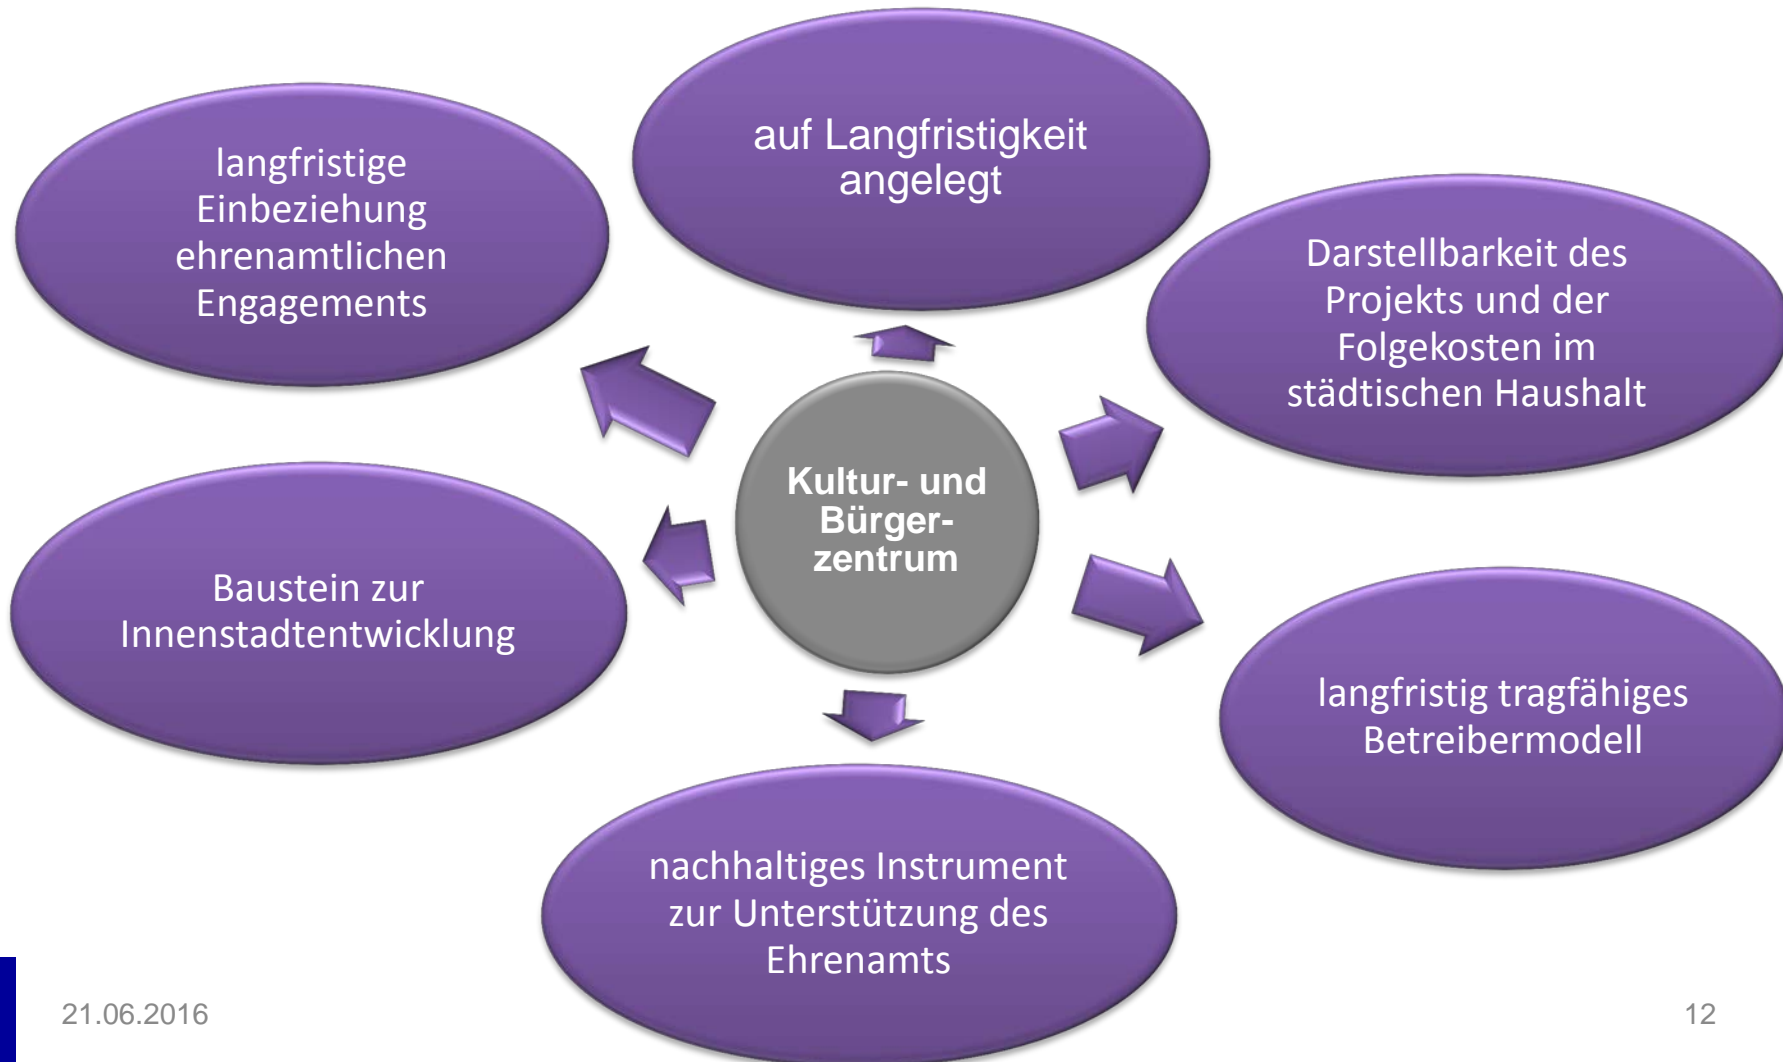 auf Langfristigkeit
angelegt
langfristige
Einbeziehung
ehrenamtlichen
Engagements
Darstellbarkeit des
Projekts und der
Folgekosten im
städtischen Haushalt
Kultur- und
Bürger-
zentrum
Baustein zur
Innenstadtentwicklung
langfristig tragfähiges
Betreibermodell
nachhaltiges Instrument
zur Unterstützung des
Ehrenamts
21.06.2016
12